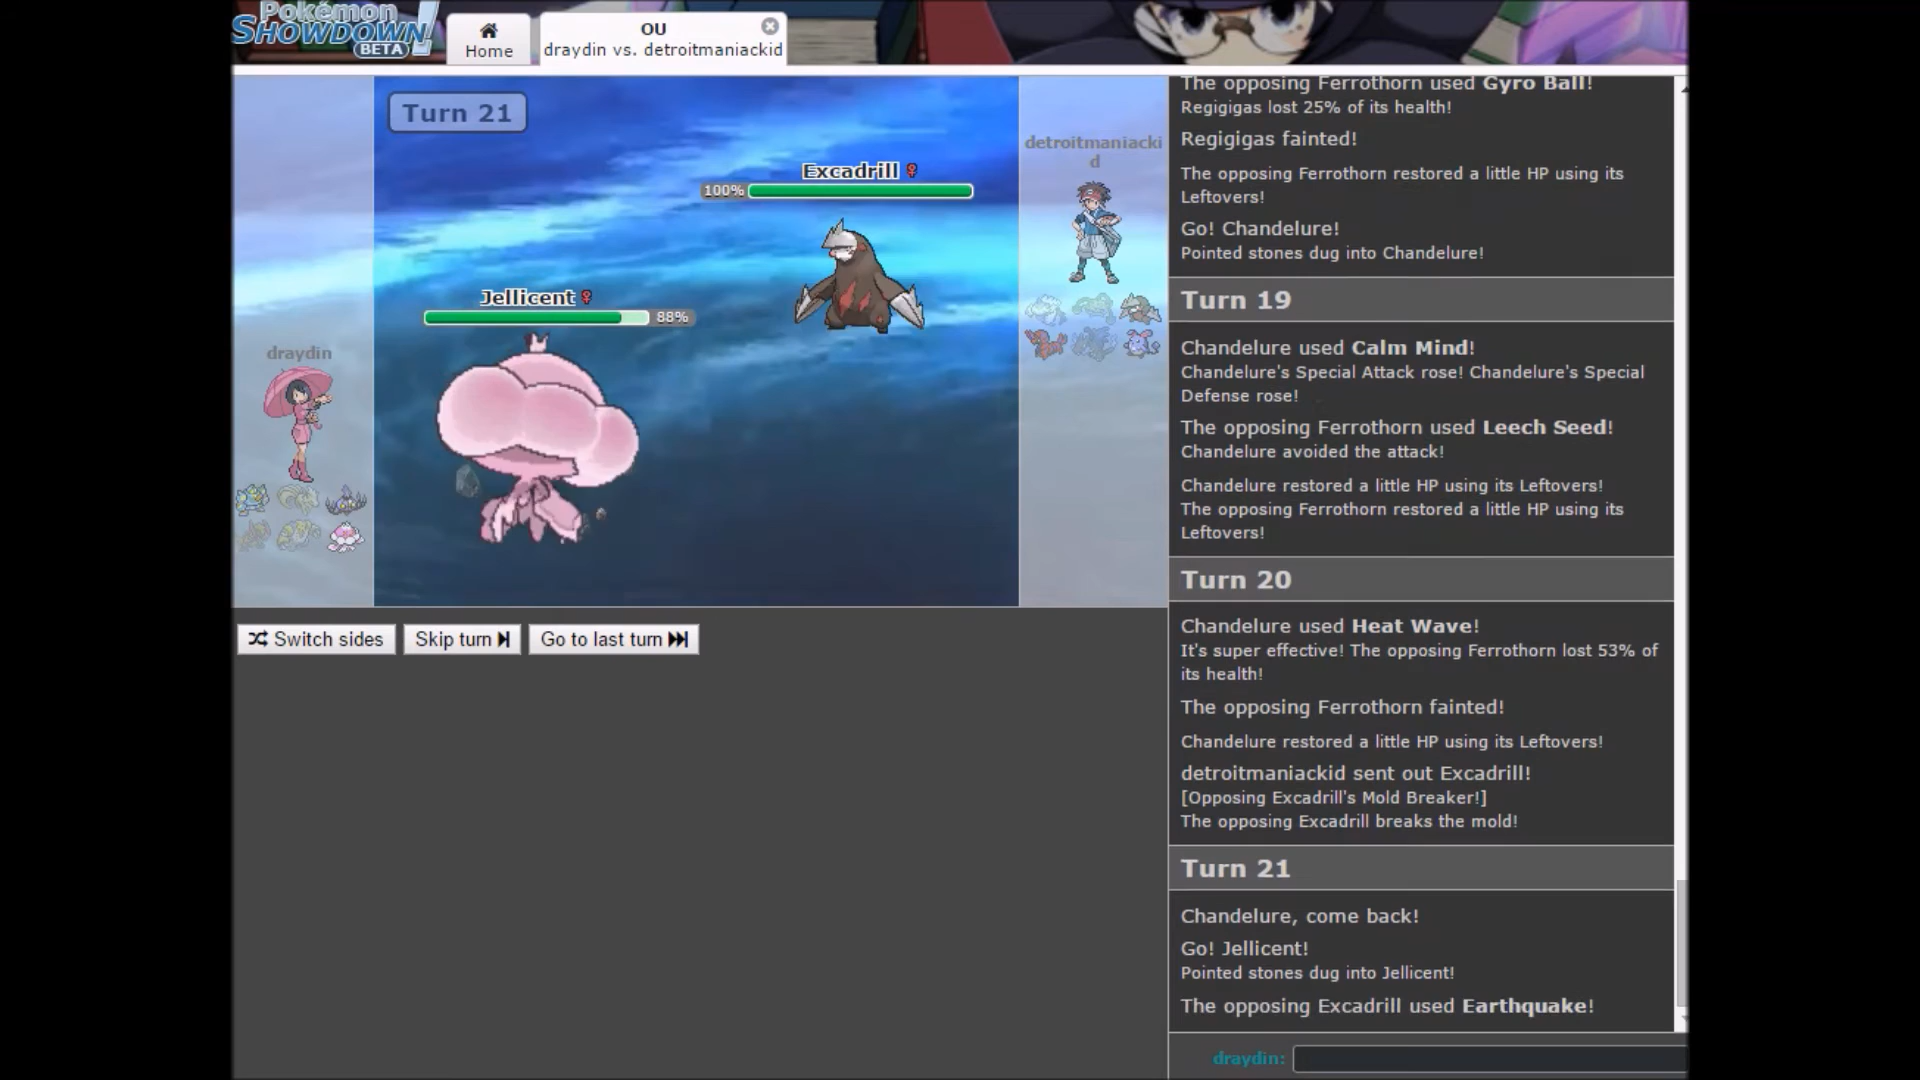 Pokémon
SHOWDOWN!
BETA
Home
OU
draydin vs. detroitmaniackid
Turn 21
Excadrill
100%
Jellicent
88%
draydin
detroitmaniacki
d
Switch sides
Skip turn
Go to last turn
The opposing Ferrothorn used Gyro Ball!
Regigigas lost 25% of its health!
Regigigas fainted!
The opposing Ferrothorn restored a little HP using its
Leftovers!
Go! Chandelure!
Pointed stones dug into Chandelure!
Turn 19
Chandelure used Calm Mind!
Chandelure's Special Attack rose! Chandelure's Special
Defense rose!
The opposing Ferrothorn used Leech Seed!
Chandelure avoided the attack!
Chandelure restored a little HP using its Leftovers!
The opposing Ferrothorn restored a little HP using its
Leftovers!
Turn 20
Chandelure used Heat Wave!
It's super effective! The opposing Ferrothorn lost 53% of
its health!
The opposing Ferrothorn fainted!
Chandelure restored a little HP using its Leftovers!
detroitmaniackid sent out Excadrill!
[Opposing Excadrill's Mold Breaker!]
The opposing Excadrill breaks the mold!
Turn 21
Chandelure, come back!
Go! Jellicent!
Pointed stones dug into Jellicent!
The opposing Excadrill used Earthquake!
draydin: